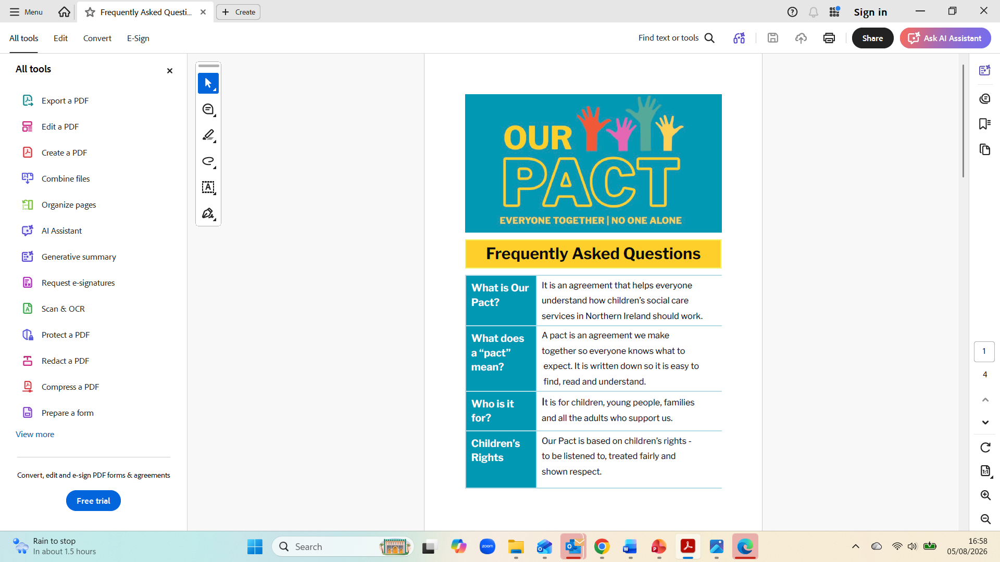 Menu
Frequently Asked Questi...
Create
Sign in
All tools
Edit
Convert
E-Sign
Find text or tools
Share
Ask AI Assistant
All tools
Export a PDF
Edit a PDF
Create a PDF
Combine files
Organize pages
AI Assistant
Generative summary
Request e-signatures
Scan & OCR
Protect a PDF
Redact a PDF
Compress a PDF
Prepare a form
View more
Convert, edit and e-sign PDF forms & agreements
Free trial
OUR
PACT
EVERYONE TOGETHER | NO ONE ALONE
Frequently Asked Questions
What is Our
Pact?
It is an agreement that helps everyone
understand how children’s social care
services in Northern Ireland should work.
What does
a “pact”
mean?
A pact is an agreement we make
together so everyone knows what to
expect. It is written down so it is easy to
find, read and understand.
Who is it
for?
It is for children, young people, families
and all the adults who support us.
Children’s
Rights
Our Pact is based on children’s rights -
to be listened to, treated fairly and
shown respect.
1
4
1:1
Rain to stop
In about 1.5 hours
Search
zoom
16:58
05/08/2026